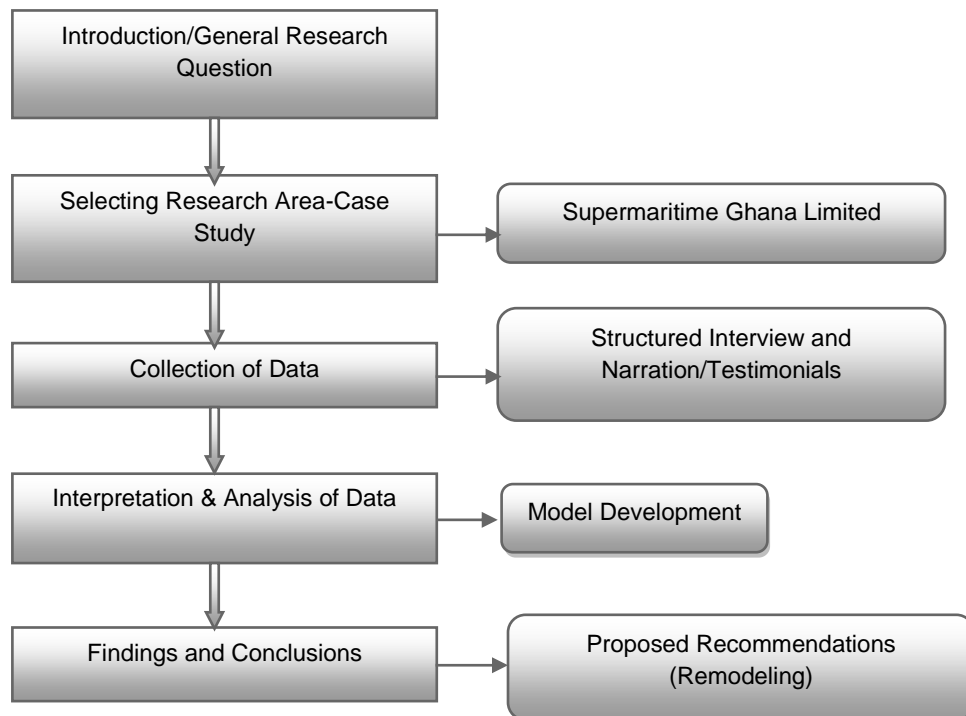 Introduction/General Research
Question
Selecting Research Area-Case
Study
Supermaritime Ghana Limited
Collection of Data
Structured Interview and
Narration/Testimonials
Interpretation & Analysis of Data
Model Development
Findings and Conclusions
Proposed Recommendations
(Remodeling)